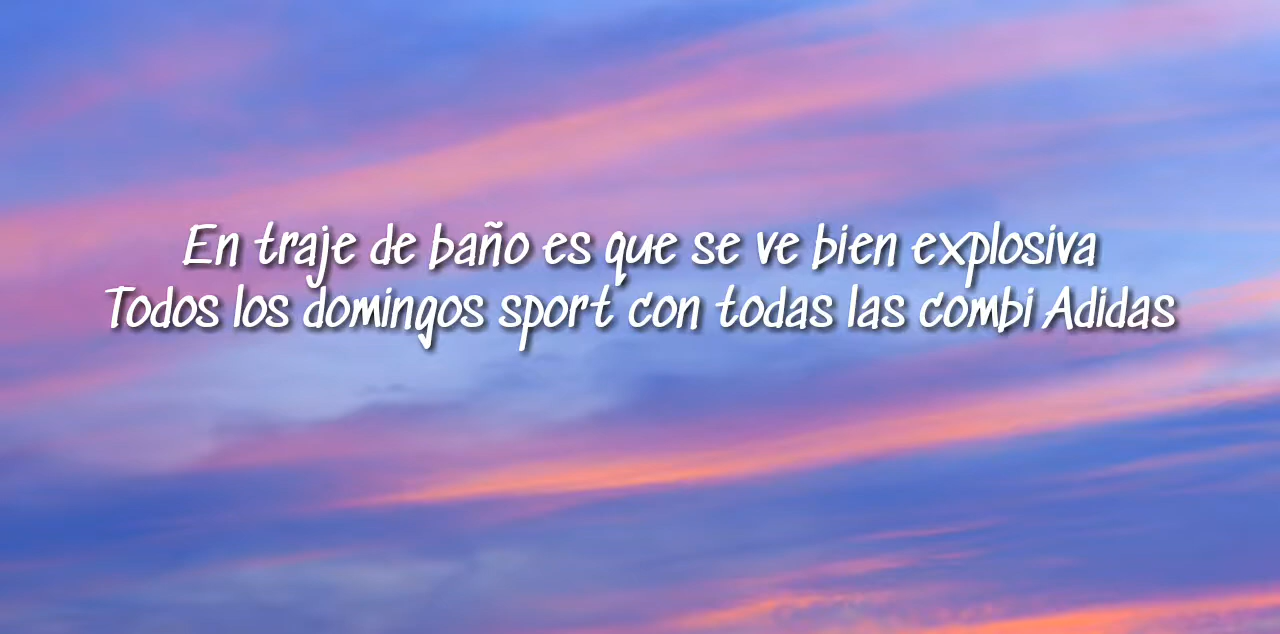 En traje de baño es que se ve bien explosiva
Todos los domingos sport con todas las combi Adidas